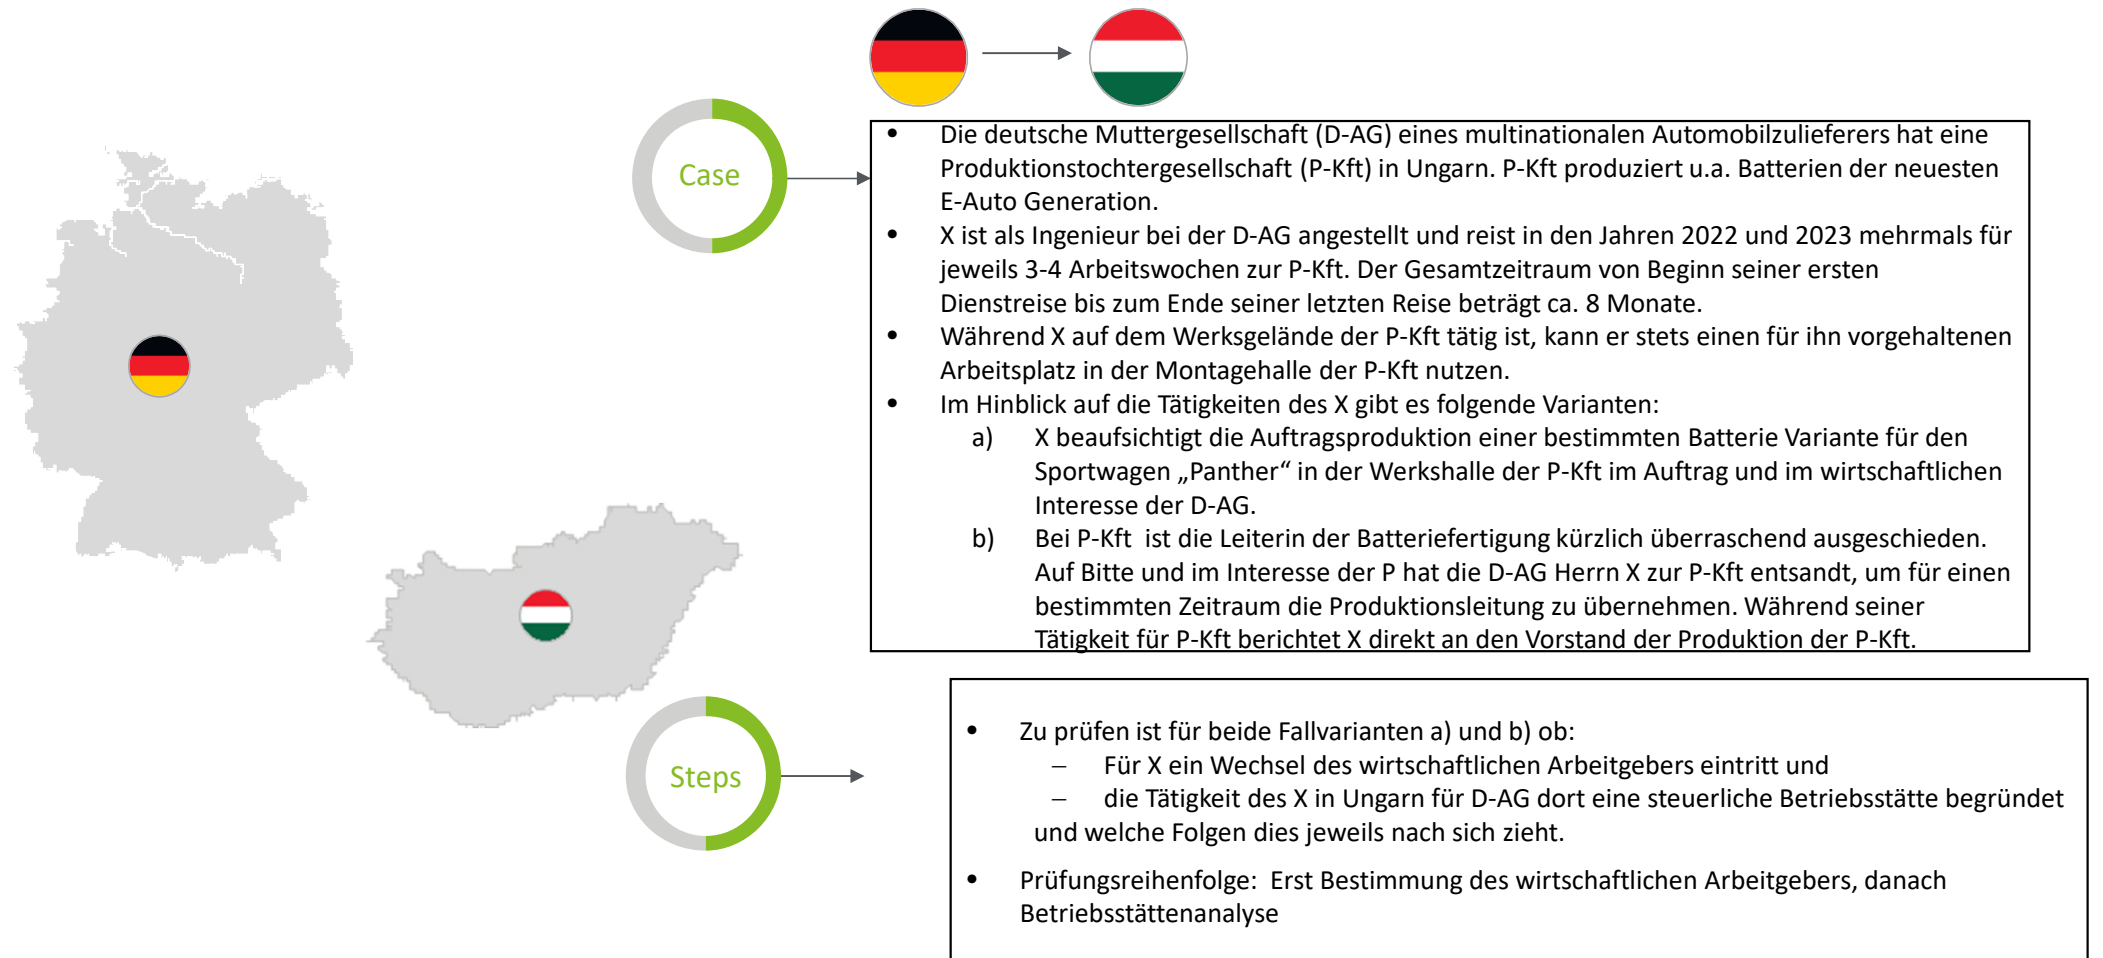 Case
• Die deutsche Muttergesellschaft (D-AG) eines multinationalen Automobilzulieferers hat eine
Produktionstochtergesellschaft (P-Kft) in Ungarn. P-Kft produziert u.a. Batterien der neuesten
E-Auto Generation.
• X ist als Ingenieur bei der D-AG angestellt und reist in den Jahren 2022 und 2023 mehrmals für
jeweils 3-4 Arbeitswochen zur P-Kft. Der Gesamtzeitraum von Beginn seiner ersten
Dienstreise bis zum Ende seiner letzten Reise beträgt ca. 8 Monate.
• Während X auf dem Werksgelände der P-Kft tätig ist, kann er stets einen für ihn vorgehaltenen
Arbeitsplatz in der Montagehalle der P-Kft nutzen.
• Im Hinblick auf die Tätigkeiten des X gibt es folgende Varianten:
a) X beaufsichtigt die Auftragsproduktion einer bestimmten Batterie Variante für den
Sportwagen „Panther“ in der Werkshalle der P-Kft im Auftrag und im wirtschaftlichen
Interesse der D-AG.
b) Bei P-Kft ist die Leiterin der Batteriefertigung kürzlich überraschend ausgeschieden.
Auf Bitte und im Interesse der P hat die D-AG Herrn X zur P-Kft entsandt, um für einen
bestimmten Zeitraum die Produktionsleitung zu übernehmen. Während seiner
Tätigkeit für P-Kft berichtet X direkt an den Vorstand der Produktion der P-Kft.
Steps
• Zu prüfen ist für beide Fallvarianten a) und b) ob:
– Für X ein Wechsel des wirtschaftlichen Arbeitgebers eintritt und
– die Tätigkeit des X in Ungarn für D-AG dort eine steuerliche Betriebsstätte begründet
und welche Folgen dies jeweils nach sich zieht.
• Prüfungsreihenfolge: Erst Bestimmung des wirtschaftlichen Arbeitgebers, danach
Betriebsstättenanalyse